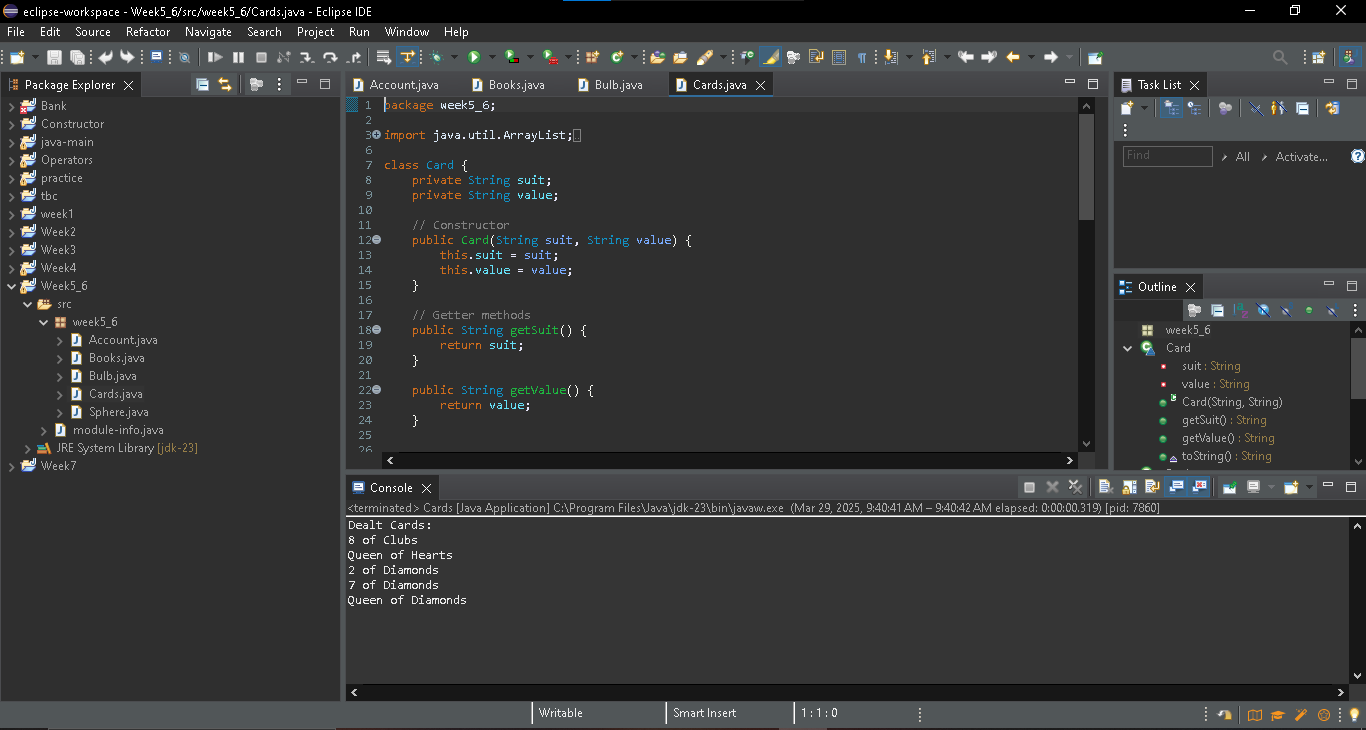 eclipse-workspace - Week5_6/src/week5_6/Cards.java - Eclipse IDE
File Edit Source Refactor Navigate Search Project Run Window Help
Package Explorer
Bank
Constructor
java-main
Operators
practice
tbc
week1
Week2
Week3
Week4
Week5_6
src
week5_6
Account.java
Books.java
Bulb.java
Cards.java
Sphere.java
module-info.java
JRE System Library [jdk-23]
Week7
Account.java Books.java Bulb.java Cards.java
1 package week5_6;
2
3 import java.util.ArrayList;
6
7 class Card {
8 private String suit;
9 private String value;
10
11 // Constructor
12 public Card(String suit, String value) {
13 this.suit = suit;
14 this.value = value;
15 }
16
17 // Getter methods
18 public String getSuit() {
19 return suit;
20 }
21
22 public String getValue() {
23 return value;
24 }
25
26
Task List
Find All Activate...
Outline
week5_6
Card
suit : String
value : String
Card(String, String)
getSuit() : String
getValue() : String
toString() : String
Console
<terminated> Cards [Java Application] C:\Program Files\Java\jdk-23\bin\javaw.exe (Mar 29, 2025, 9:40:41 AM – 9:40:42 AM elapsed: 0:00:00.319) [pid: 7860]
Dealt Cards:
8 of Clubs
Queen of Hearts
2 of Diamonds
7 of Diamonds
Queen of Diamonds
Writable Smart Insert 1 : 1 : 0